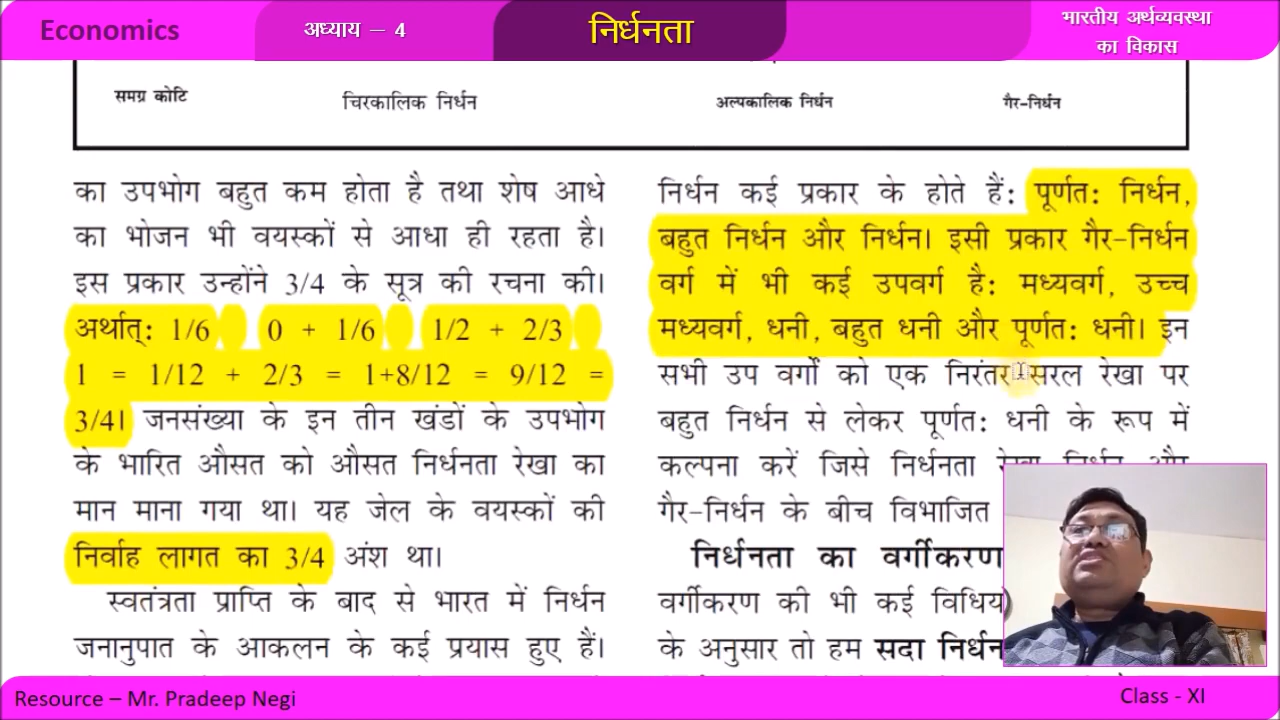 Economics
अध्याय – 4
निर्धनता
भारतीय अर्थव्यवस्था
का विकास
समग्र कोटि
चिरकालिक निर्धन
अल्पकालिक निर्धन
गैर-निर्धन
का उपभोग बहुत कम होता है तथा शेष आधे
का भोजन भी वयस्कों से आधा ही रहता है।
इस प्रकार उन्होंने 3/4 के सूत्र की रचना की।
अर्थात्: 1/6 0 + 1/6 1/2 + 2/3
1 = 1/12 + 2/3 = 1+8/12 = 9/12 =
3/4। जनसंख्या के इन तीन खंडों के उपभोग
के भारित औसत को औसत निर्धनता रेखा का
मान माना गया था। यह जेल के वयस्कों की
निर्वाह लागत का 3/4 अंश था।
स्वतंत्रता प्राप्ति के बाद से भारत में निर्धन
जनानुपात के आकलन के कई प्रयास हुए हैं।
निर्धन कई प्रकार के होते हैं: पूर्णत: निर्धन,
बहुत निर्धन और निर्धन। इसी प्रकार गैर-निर्धन
वर्ग में भी कई उपवर्ग है: मध्यवर्ग, उच्च
मध्यवर्ग, धनी, बहुत धनी और पूर्णत: धनी। इन
सभी उप वर्गों को एक निरंतर सरल रेखा पर
बहुत निर्धन से लेकर पूर्णत: धनी के रूप में
कल्पना करें जिसे निर्धनता रेखा निर्धन और
गैर-निर्धन के बीच विभाजित
निर्धनता का वर्गीकरण
वर्गीकरण की भी कई
के अनुसार तो हम सदा निर्धन
Resource – Mr. Pradeep Negi
Class - XI